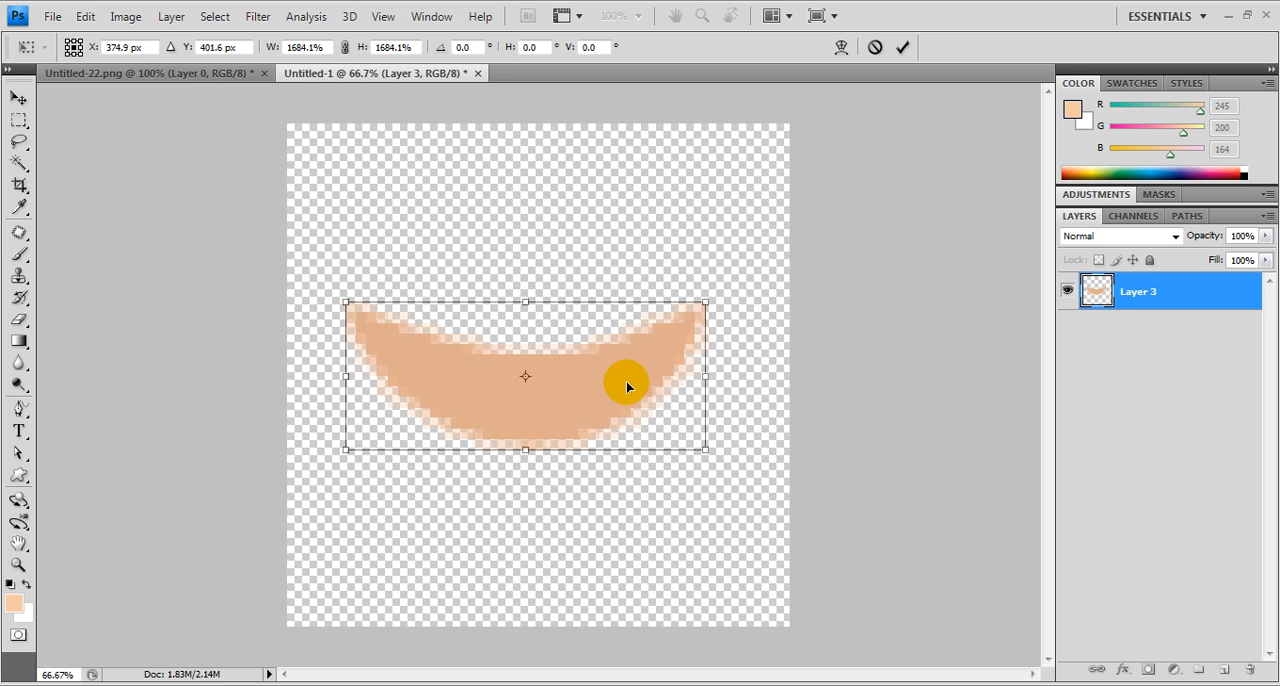 Ps File Edit Image Layer Select Filter Analysis 3D View Window Help Br 100% ESSENTIALS
X: 374.9 px Y: 401.6 px W: 1684.1% H: 1684.1% 0.0 ° H: 0.0 ° V: 0.0 °
Untitled-22.png @ 100% (Layer 0, RGB/8) * × Untitled-1 @ 66.7% (Layer 3, RGB/8) * ×
COLOR SWATCHES STYLES
R 245
G 200
B 164
ADJUSTMENTS MASKS
LAYERS CHANNELS PATHS
Normal Opacity: 100%
Lock: Fill: 100%
Layer 3
T
66.67% Doc: 1.83M/2.14M
fx